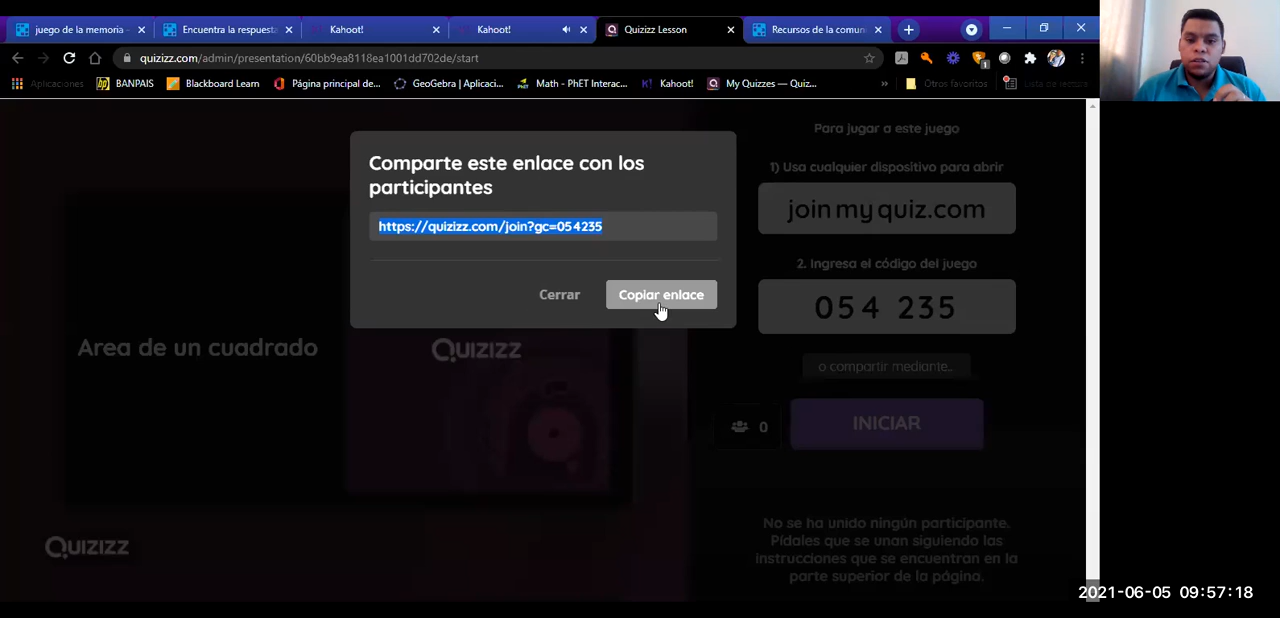 juego de la memoria -
Encuentra la respuesta
Kahoot!
Kahoot!
Quizizz Lesson
Recursos de la comun
quizizz.com/admin/presentation/60bb9ea8118ea1001dd702de/start
Aplicaciones
BANPAIS
Blackboard Learn
Página principal de...
GeoGebra | Aplicaci...
Math - PhET Interac...
Kahoot!
My Quizzes — Quiz...
»
Otros favoritos
Lista de lectura
Comparte este enlace con los
participantes
https://quizizz.com/join?gc=054235
Cerrar
Copiar enlace
Area de un cuadrado
QUIZIZZ
QUIZIZZ
Para jugar a este juego
1) Usa cualquier dispositivo para abrir
joinmyquiz.com
2. Ingresa el código del juego
054 235
o compartir mediante..
0
INICIAR
No se ha unido ningún participante.
Pídales que se unan siguiendo las
instrucciones que se encuentran en la
parte superior de la página.
2021-06-05 09:57:18